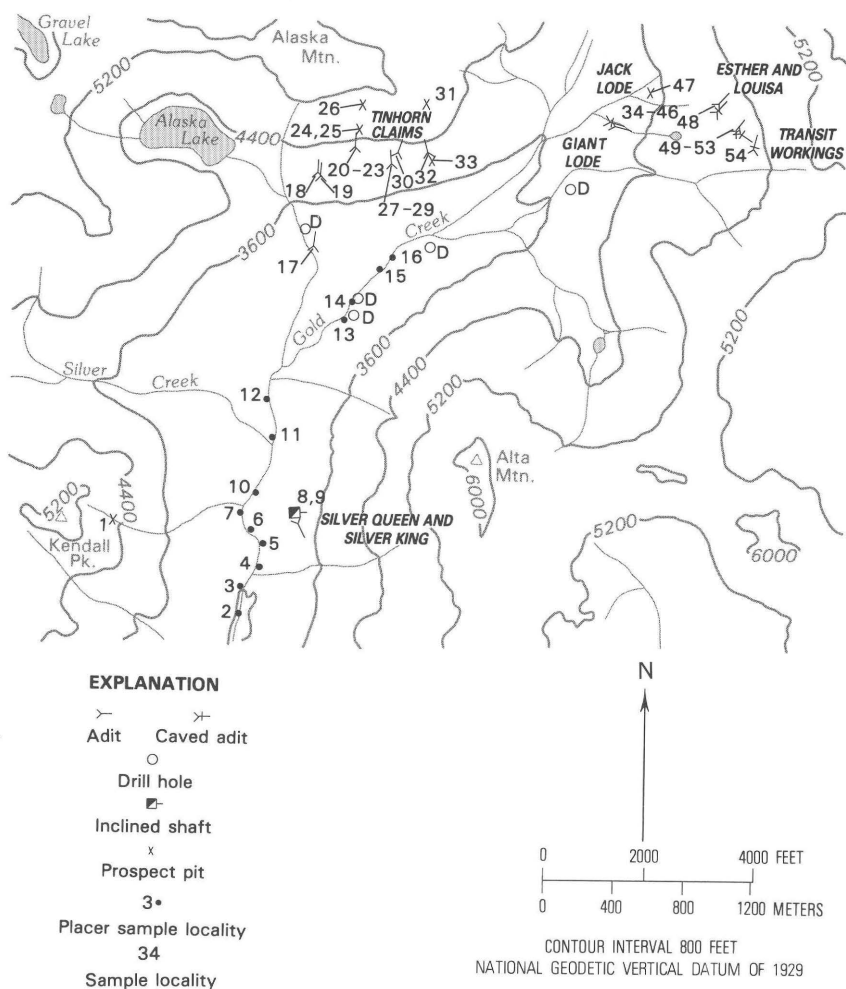 Gravel
Lake
5200
Alaska
Mtn.
Alaska
Lake
4400
26
31
TINHORN
CLAIMS
24,25
JACK
LODE
47
ESTHER AND
LOUISA
5200
34-46
48
GIANT
LODE
49-53
54
TRANSIT
WORKINGS
18
19
20-23
30
32
33
27-29
D
3600
D
17
Creek
16
D
15
14
D
D
13
Gold
3600
4400
5200
5200
Silver
Creek
12
11
Alta
Mtn.
6000
10
8,9
7
6
5
4
3
2
SILVER QUEEN AND
SILVER KING
5200
4400
1
Kendall
Pk.
5200
6000
EXPLANATION
Adit
Caved adit
Drill hole
Inclined shaft
Prospect pit
3
Placer sample locality
34
Sample locality
N
0 2000 4000 FEET
0 400 800 1200 METERS
CONTOUR INTERVAL 800 FEET
NATIONAL GEODETIC VERTICAL DATUM OF 1929